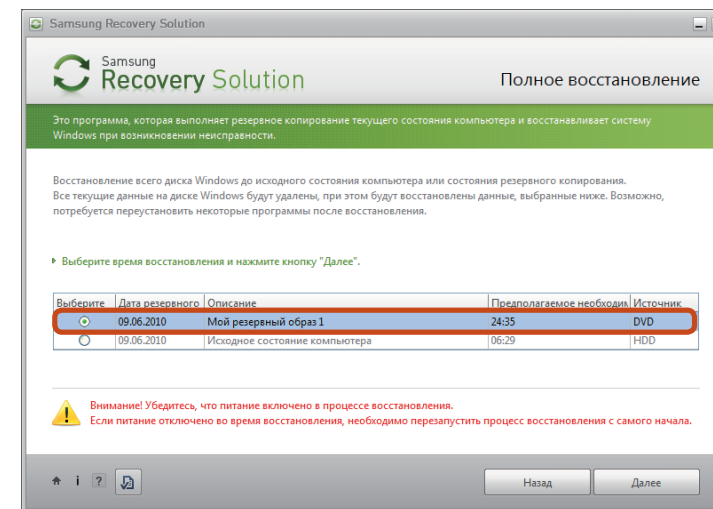 Samsung Recovery Solution
Samsung
Recovery Solution
Полное восстановление
Это программа, которая выполняет резервное копирование текущего состояния компьютера и восстанавливает систему
Windows при возникновении неисправности.
Восстановление всего диска Windows до исходного состояния компьютера или состояния резервного копирования.
Все текущие данные на диске Windows будут удалены, при этом будут восстановлены данные, выбранные ниже. Возможно,
потребуется переустановить некоторые программы после восстановления.
Выберите время восстановления и нажмите кнопку "Далее".
Выберите Дата резервного Описание Предполагаемое необходим Источник
09.06.2010 Мой резервный образ 1 24:35 DVD
09.06.2010 Исходное состояние компьютера 06:29 HDD
Внимание! Убедитесь, что питание включено в процессе восстановления.
Если питание отключено во время восстановления, необходимо перезапустить процесс восстановления с самого начала.
i ? Назад Далее